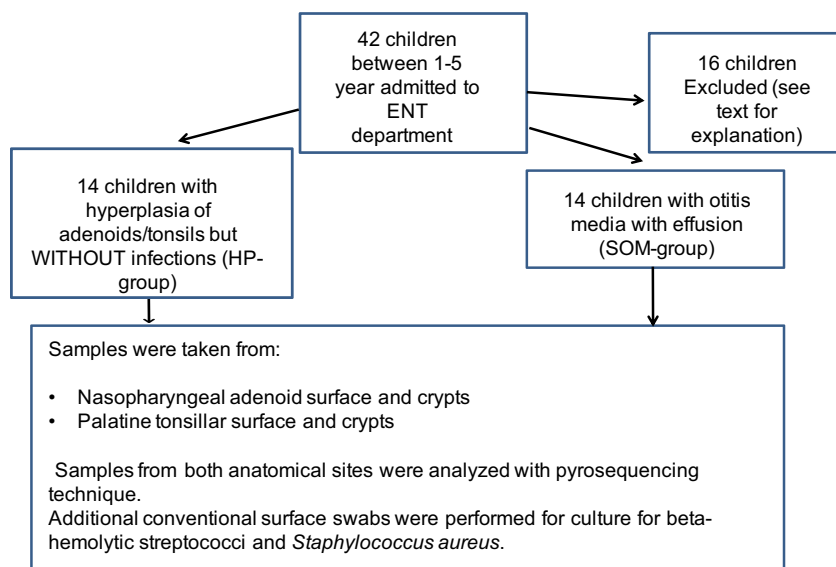 42 children
between 1-5
year admitted to
ENT
department
16 children
Excluded (see
text for
explanation)
14 children with
hyperplasia of
adenoids/tonsils but
WITHOUT infections (HP-
group)
14 children with otitis
media with effusion
(SOM-group)
Samples were taken from:
• Nasopharyngeal adenoid surface and crypts
• Palatine tonsillar surface and crypts
Samples from both anatomical sites were analyzed with pyrosequencing
technique.
Additional conventional surface swabs were performed for culture for beta-
hemolytic streptococci and Staphylococcus aureus.